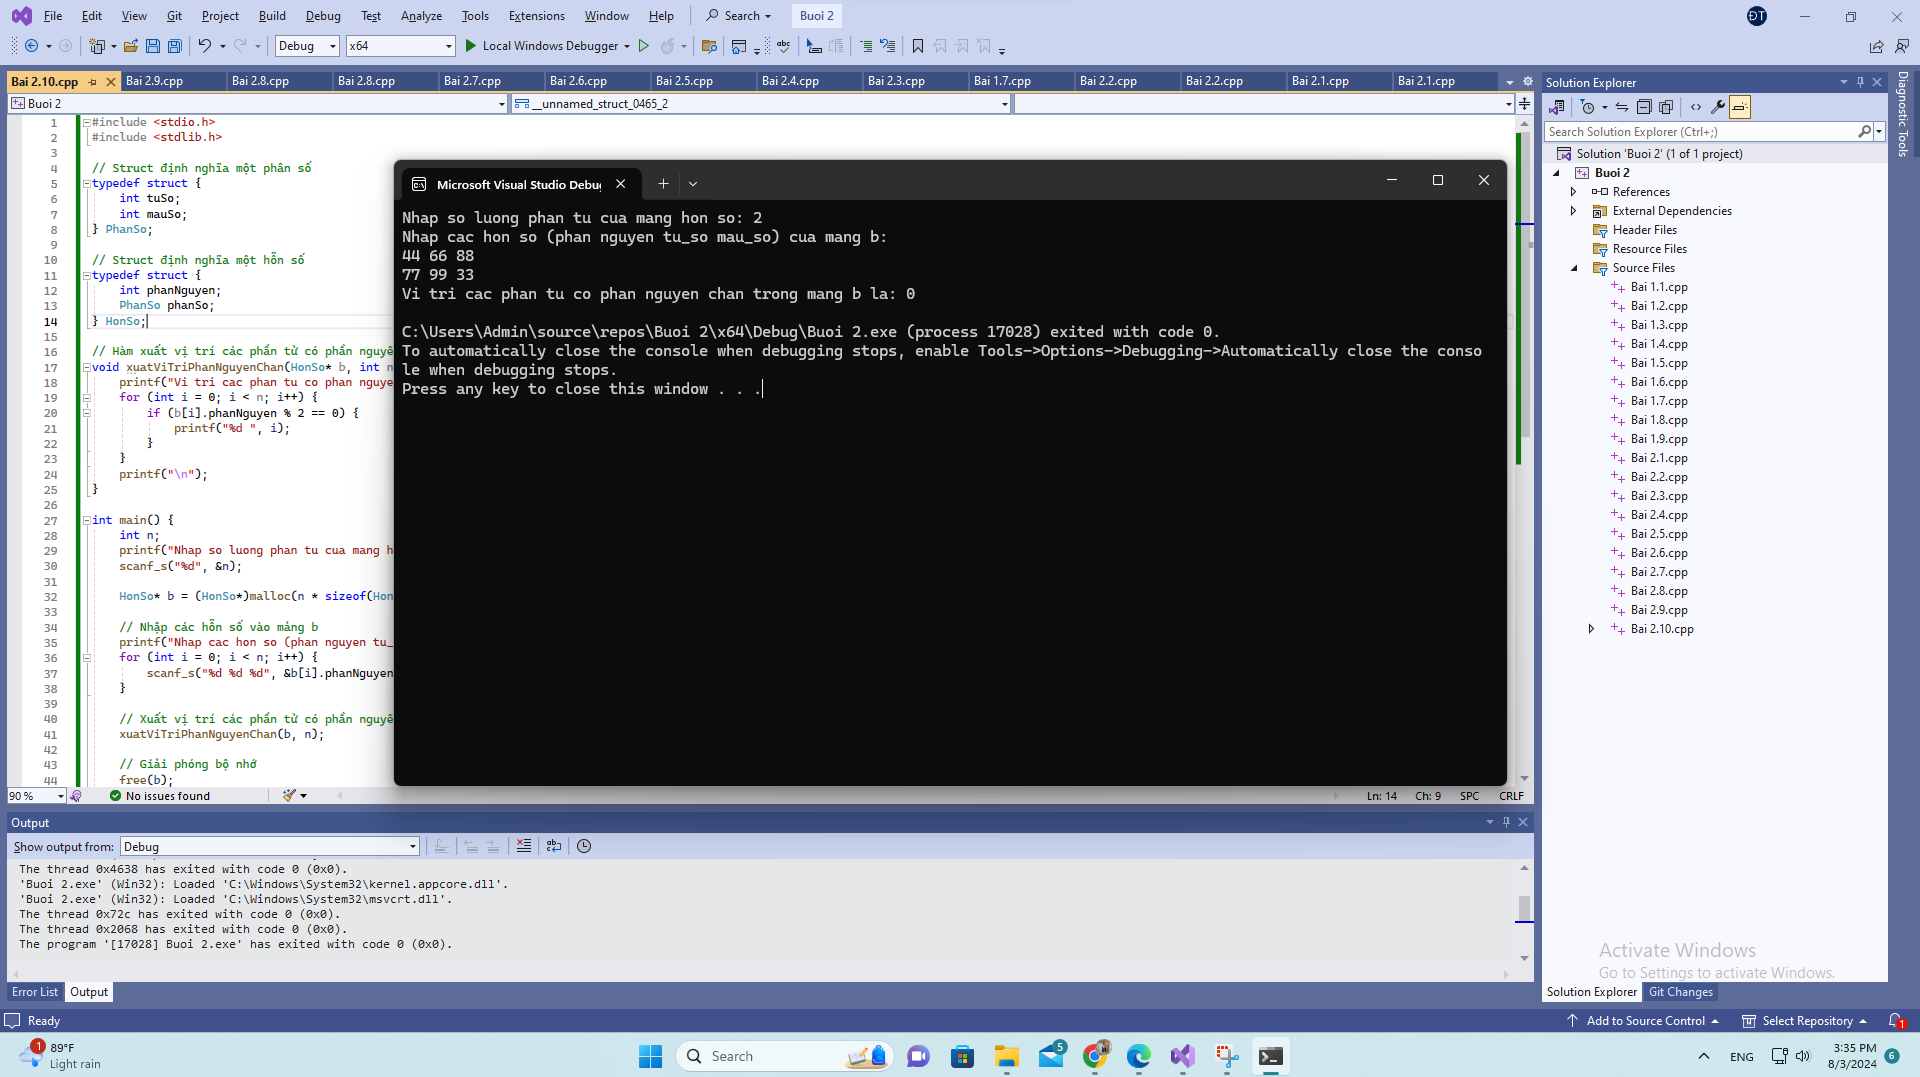 File Edit View Git Project Build Debug Test Analyze Tools Extensions Window Help Search Buoi 2 ĐT
Debug x64 Local Windows Debugger
Bai 2.10.cpp Bai 2.9.cpp Bai 2.8.cpp Bai 2.8.cpp Bai 2.7.cpp Bai 2.6.cpp Bai 2.5.cpp Bai 2.4.cpp Bai 2.3.cpp Bai 1.7.cpp Bai 2.2.cpp Bai 2.2.cpp Bai 2.1.cpp Bai 2.1.cpp
Buoi 2 __unnamed_struct_0465_2
1 #include <stdio.h>
2 #include <stdlib.h>
3
4 // Struct định nghĩa một phân số
5 typedef struct {
6 int tuSo;
7 int mauSo;
8 } PhanSo;
9
10 // Struct định nghĩa một hỗn số
11 typedef struct {
12 int phanNguyen;
13 PhanSo phanSo;
14 } HonSo;
15
16 // Hàm xuất vị trí các phần tử có phần nguyê
17 void xuatViTriPhanNguyenChan(HonSo* b, int n
18 printf("Vi tri cac phan tu co phan nguye
19 for (int i = 0; i < n; i++) {
20 if (b[i].phanNguyen % 2 == 0) {
21 printf("%d ", i);
22 }
23 }
24 printf("\n");
25 }
26
27 int main() {
28 int n;
29 printf("Nhap so luong phan tu cua mang h
30 scanf_s("%d", &n);
31
32 HonSo* b = (HonSo*)malloc(n * sizeof(Hon
33
34 // Nhập các hỗn số vào mảng b
35 printf("Nhap cac hon so (phan nguyen tu_
36 for (int i = 0; i < n; i++) {
37 scanf_s("%d %d %d", &b[i].phanNguyen
38 }
39
40 // Xuất vị trí các phần tử có phần nguyê
41 xuatViTriPhanNguyenChan(b, n);
42
43 // Giải phóng bộ nhớ
44 free(b);
90 % No issues found Ln: 14 Ch: 9 SPC CRLF
Microsoft Visual Studio Debug
Nhap so luong phan tu cua mang hon so: 2
Nhap cac hon so (phan nguyen tu_so mau_so) cua mang b:
44 66 88
77 99 33
Vi tri cac phan tu co phan nguyen chan trong mang b la: 0
C:\Users\Admin\source\repos\Buoi 2\x64\Debug\Buoi 2.exe (process 17028) exited with code 0.
To automatically close the console when debugging stops, enable Tools->Options->Debugging->Automatically close the conso
le when debugging stops.
Press any key to close this window . . .
Output
Show output from: Debug
The thread 0x4638 has exited with code 0 (0x0).
'Buoi 2.exe' (Win32): Loaded 'C:\Windows\System32\kernel.appcore.dll'.
'Buoi 2.exe' (Win32): Loaded 'C:\Windows\System32\msvcrt.dll'.
The thread 0x72c has exited with code 0 (0x0).
The thread 0x2068 has exited with code 0 (0x0).
The program '[17028] Buoi 2.exe' has exited with code 0 (0x0).
Error List Output
Solution Explorer
Search Solution Explorer (Ctrl+;)
Solution 'Buoi 2' (1 of 1 project)
Buoi 2
References
External Dependencies
Header Files
Resource Files
Source Files
Bai 1.1.cpp
Bai 1.2.cpp
Bai 1.3.cpp
Bai 1.4.cpp
Bai 1.5.cpp
Bai 1.6.cpp
Bai 1.7.cpp
Bai 1.8.cpp
Bai 1.9.cpp
Bai 2.1.cpp
Bai 2.2.cpp
Bai 2.3.cpp
Bai 2.4.cpp
Bai 2.5.cpp
Bai 2.6.cpp
Bai 2.7.cpp
Bai 2.8.cpp
Bai 2.9.cpp
Bai 2.10.cpp
Activate Windows
Go to Settings to activate Windows.
Solution Explorer Git Changes
Diagnostic Tools
Ready Add to Source Control Select Repository 1
1 89°F
Light rain
Search 5 ENG 3:35 PM
8/3/2024 6